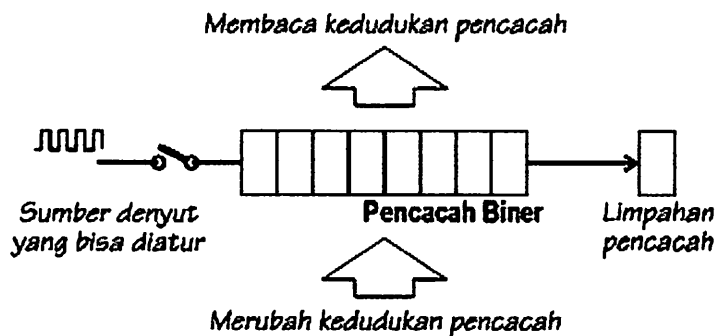 Membaca kedudukan pencacah
Sumber denyut
yang bisa diatur
Pencacah Biner
Limpahan
pencacah
Merubah kedudukan pencacah